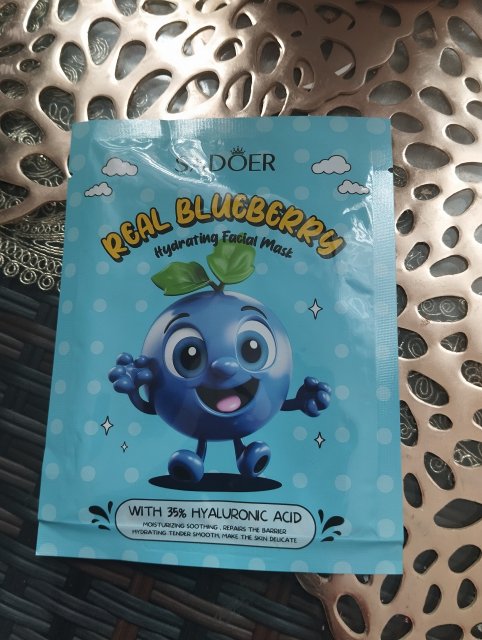 SADOER
REAL BLUEBERRY
Hydrating Facial Mask
WITH 35% HYALURONIC ACID
MOISTURIZING SOOTHING , REPAIRS THE BARRIER
HYDRATING TENDER SMOOTH, MAKE THE SKIN DELICATE